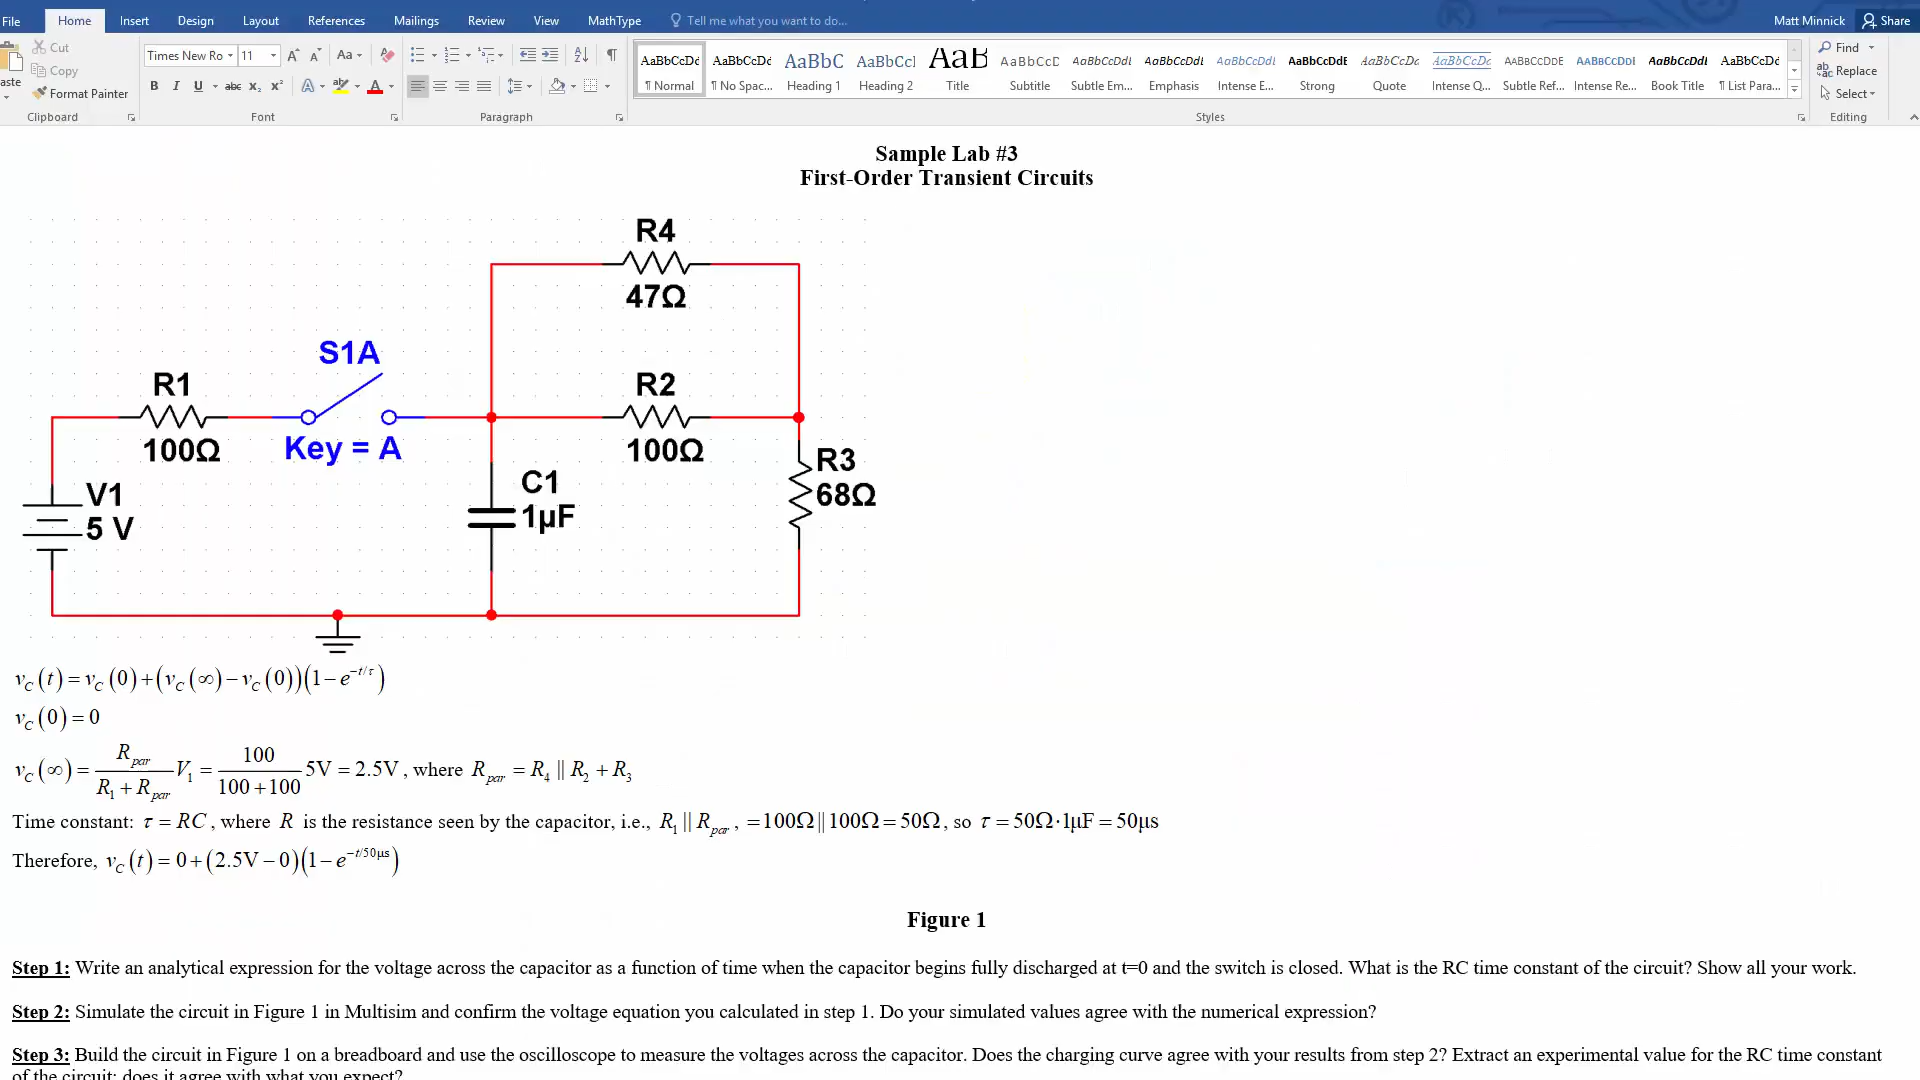 File Home Insert Design Layout References Mailings Review View MathType Tell me what you want to do... Matt Minnick Share
Cut
Copy
Format Painter
aste
Times New Ro 11 Aa
B I U abc x₂ x² A A
AaBbCcDd AaBbCcDd AaBbC AaBbCcI AaB AaBbCcD AaBbCcDdI AaBbCcDdI AaBbCcDdI AaBbCcDdE AaBbCcDd AaBbCcDd AABBCCDDE AABBCCDDI AaBbCcDdI AaBbCcDd
¶ Normal ¶ No Spac... Heading 1 Heading 2 Title Subtitle Subtle Em... Emphasis Intense E... Strong Quote Intense Q... Subtle Ref... Intense Re... Book Title ¶ List Para...
Find
Replace
Select
Clipboard Font Paragraph Styles Editing
Sample Lab #3
First-Order Transient Circuits
R4
47Ω
S1A
R1
100Ω
Key = A
R2
100Ω
R3
68Ω
V1
5 V
C1
1µF
v_C(t) = v_C(0) + (v_C(∞) − v_C(0))(1 − e^{−t/τ})
v_C(0) = 0
v_C(∞) = R_par/(R_1 + R_par) V_1 = 100/(100+100) 5V = 2.5V, where R_par = R_4 || R_2 + R_3
Time constant: τ = RC, where R is the resistance seen by the capacitor, i.e., R_1 || R_par, =100Ω||100Ω = 50Ω, so τ = 50Ω·1µF = 50µs
Therefore, v_C(t) = 0 + (2.5V − 0)(1 − e^{−t/50µs})
Figure 1
Step 1: Write an analytical expression for the voltage across the capacitor as a function of time when the capacitor begins fully discharged at t=0 and the switch is closed. What is the RC time constant of the circuit? Show all your work.
Step 2: Simulate the circuit in Figure 1 in Multisim and confirm the voltage equation you calculated in step 1. Do your simulated values agree with the numerical expression?
Step 3: Build the circuit in Figure 1 on a breadboard and use the oscilloscope to measure the voltages across the capacitor. Does the charging curve agree with your results from step 2? Extract an experimental value for the RC time constant
of the circuit; does it agree with what you expect?